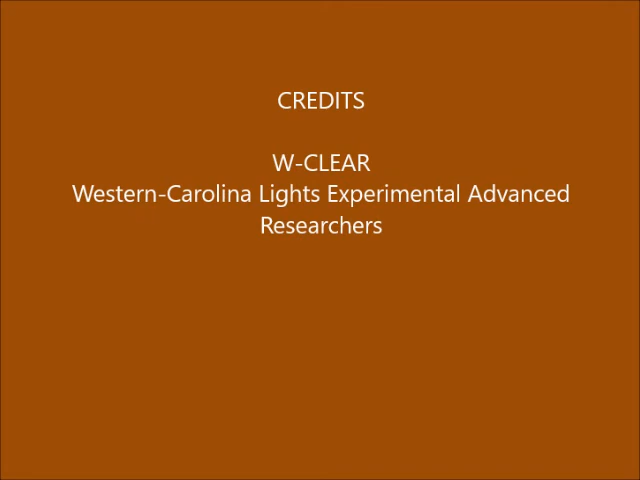 CREDITS
W-CLEAR
Western-Carolina Lights Experimental Advanced
Researchers